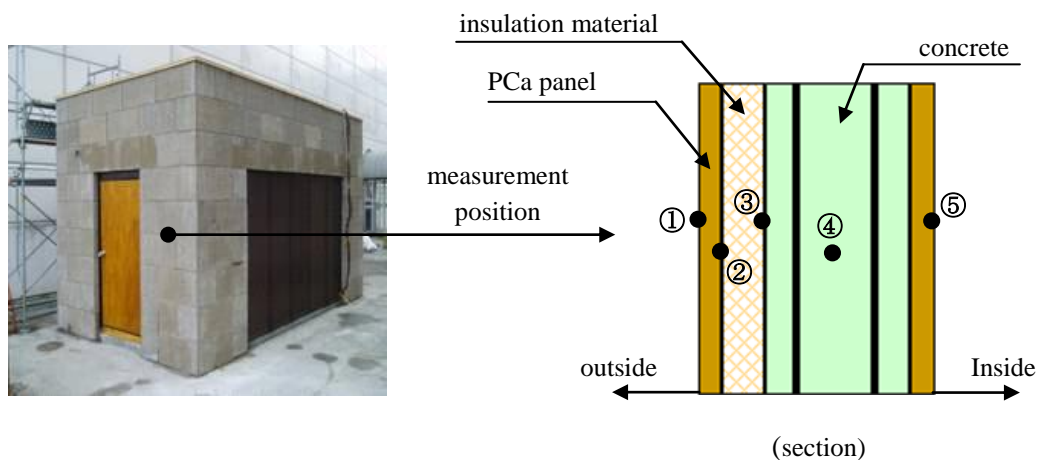 insulation material
concrete
PCa panel
measurement
position
①
②
③
④
⑤
outside
Inside
(section)